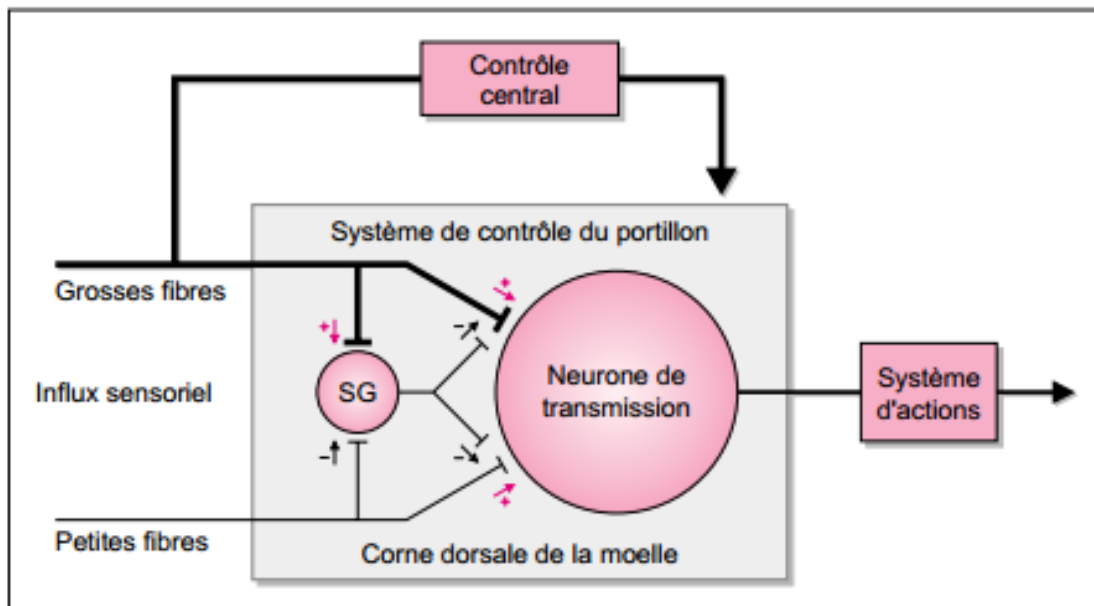 Contrôle
central
Système de contrôle du portillon
Grosses fibres
+
+
-
Influx sensoriel
SG
Neurone de
transmission
Système
d'actions
-
-
+
Petites fibres
Corne dorsale de la moelle